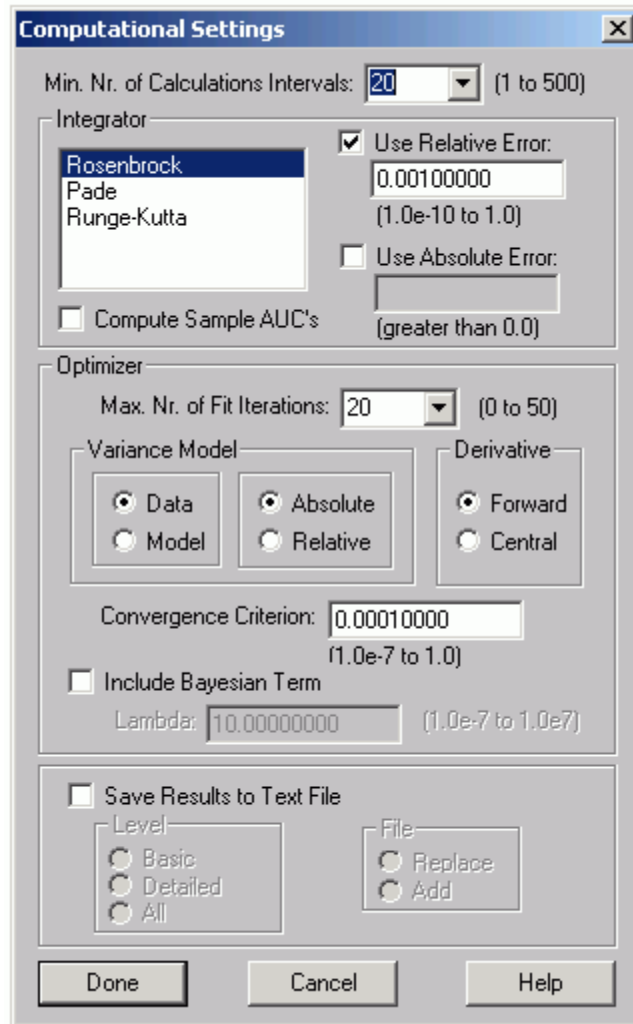 Computational Settings
Min. Nr. of Calculations Intervals: 20 (1 to 500)
Integrator
Rosenbrock
Pade
Runge-Kutta
Use Relative Error:
0.00100000
(1.0e-10 to 1.0)
Use Absolute Error:
(greater than 0.0)
Compute Sample AUC's
Optimizer
Max. Nr. of Fit Iterations: 20 (0 to 50)
Variance Model
Data
Model
Absolute
Relative
Derivative
Forward
Central
Convergence Criterion: 0.00010000
(1.0e-7 to 1.0)
Include Bayesian Term
Lambda: 10.00000000 (1.0e-7 to 1.0e7)
Save Results to Text File
Level
Basic
Detailed
All
File
Replace
Add
Done Cancel Help